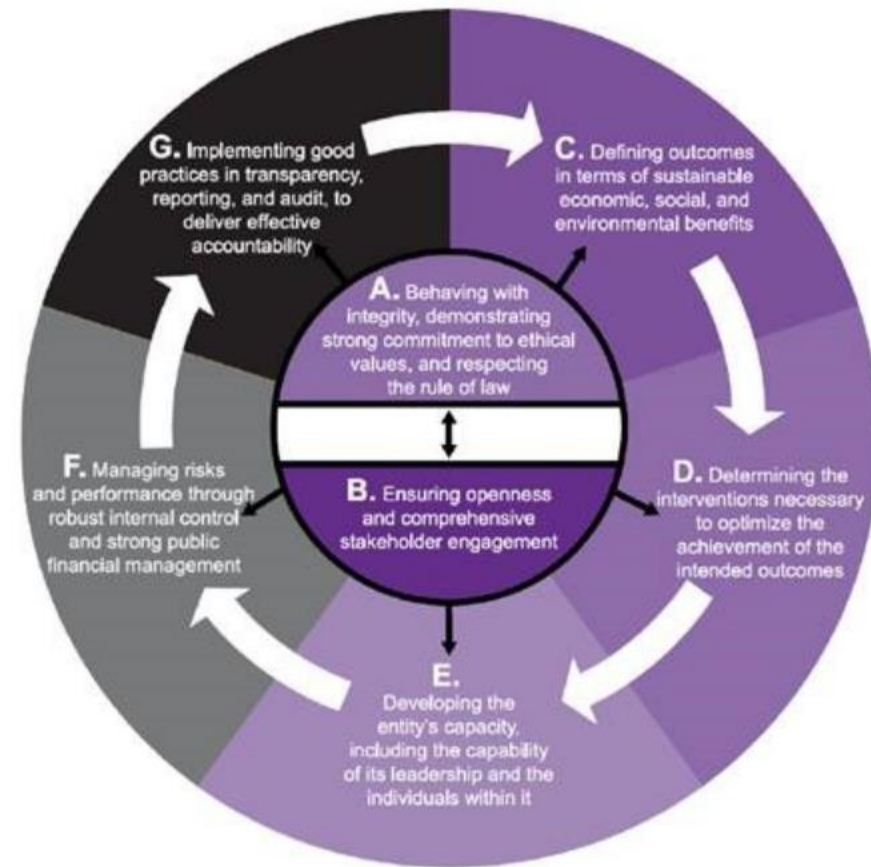 G. Implementing good
practices in transparency,
reporting, and audit, to
deliver effective
accountability
C. Defining outcomes
in terms of sustainable
economic, social, and
environmental benefits
A. Behaving with
integrity, demonstrating
strong commitment to ethical
values, and respecting
the rule of law
B. Ensuring openness
and comprehensive
stakeholder engagement
F. Managing risks
and performance through
robust internal control
and strong public
financial management
D. Determining the
interventions necessary
to optimize the
achievement of the
intended outcomes
E.
Developing the
entity's capacity,
including the capability
of its leadership and the
individuals within it